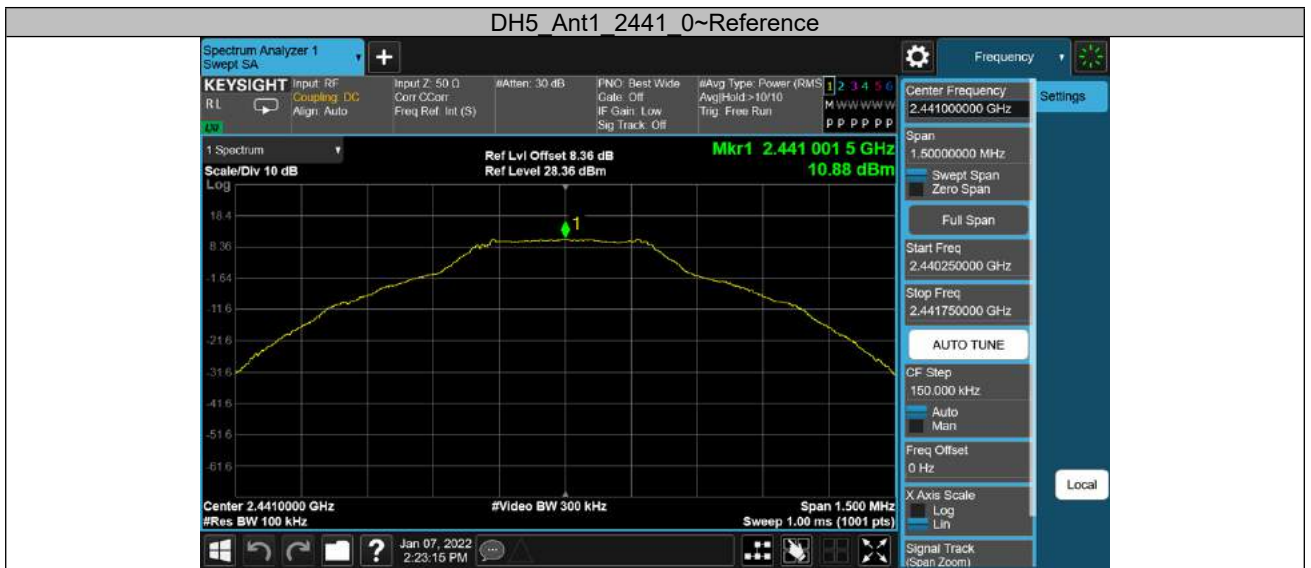 DH5_Ant1_2441_0~Reference
Spectrum Analyzer 1
Swept SA
+
Frequency
KEYSIGHT
RL
Input: RF
Coupling: DC
Align: Auto
Input Z: 50 Ω
Corr CCorr
Freq Ref: Int (S)
#Atten: 30 dB
PNO: Best Wide
Gate: Off
IF Gain: Low
Sig Track: Off
#Avg Type: Power (RMS
Avg|Hold:>10/10
Trig: Free Run
1 2 3 4 5 6
M W W W W W
P P P P P P
1 Spectrum
Scale/Div 10 dB
Log
Ref Lvl Offset 8.36 dB
Ref Level 28.36 dBm
Mkr1 2.441 001 5 GHz
10.88 dBm
18.4
8.36
-1.64
-11.6
-21.6
-31.6
-41.6
-51.6
-61.6
1
Center 2.4410000 GHz
#Res BW 100 kHz
#Video BW 300 kHz
Span 1.500 MHz
Sweep 1.00 ms (1001 pts)
Center Frequency
2.441000000 GHz
Span
1.50000000 MHz
Swept Span
Zero Span
Full Span
Start Freq
2.440250000 GHz
Stop Freq
2.441750000 GHz
AUTO TUNE
CF Step
150.000 kHz
Auto
Man
Freq Offset
0 Hz
X Axis Scale
Log
Lin
Signal Track
(Span Zoom)
Settings
Local
?
Jan 07, 2022
2:23:15 PM